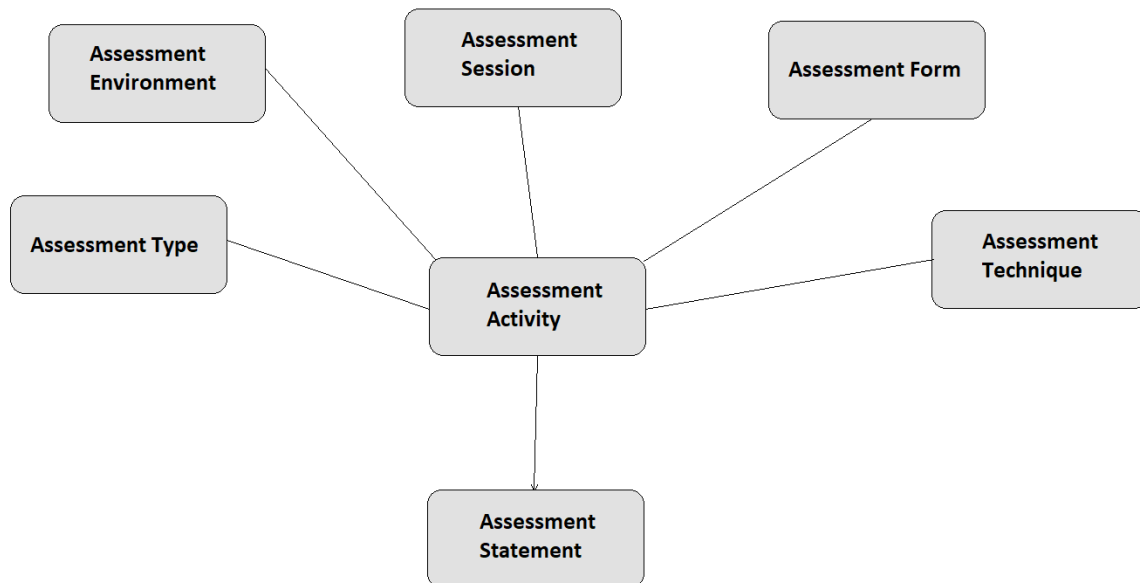 Assessment
Environment
Assessment
Session
Assessment Form
Assessment Type
Assessment
Activity
Assessment
Technique
Assessment
Statement